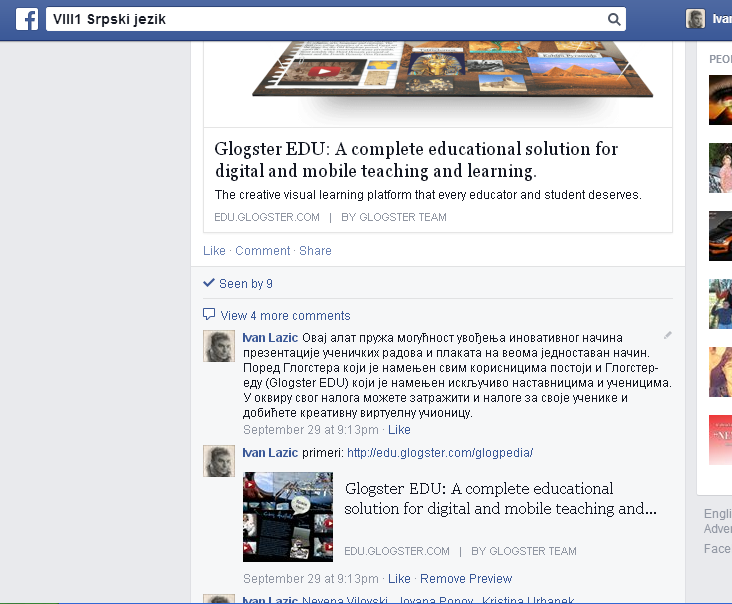 VIII1 Srpski jezik
Ivan
PEOP
Glogster EDU: A complete educational solution for
digital and mobile teaching and learning.
The creative visual learning platform that every educator and student deserves.
EDU.GLOGSTER.COM | BY GLOGSTER TEAM
Like · Comment · Share
Seen by 9
View 4 more comments
Ivan Lazic Овај алат пружа могућност увођења иновативног начина
презентације ученичких радова и плаката на веома једноставан начин.
Поред Глогстера који је намењен свим корисницима постоји и Глогстер-
еду (Glogster EDU) који је намењен искључиво наставницима и ученицима.
У оквиру свог налога можете затражити и налоге за своје ученике и
добићете креативну виртуелну учионицу.
September 29 at 9:13pm · Like
Ivan Lazic primeri: http://edu.glogster.com/glogpedia/
Glogster EDU: A complete educational
solution for digital and mobile teaching and...
EDU.GLOGSTER.COM | BY GLOGSTER TEAM
September 29 at 9:13pm · Like · Remove Preview
Ivan Lazic Nevena Vilovski, Jovana Popov, Kristina Urbanek
Engli
Adver
Face